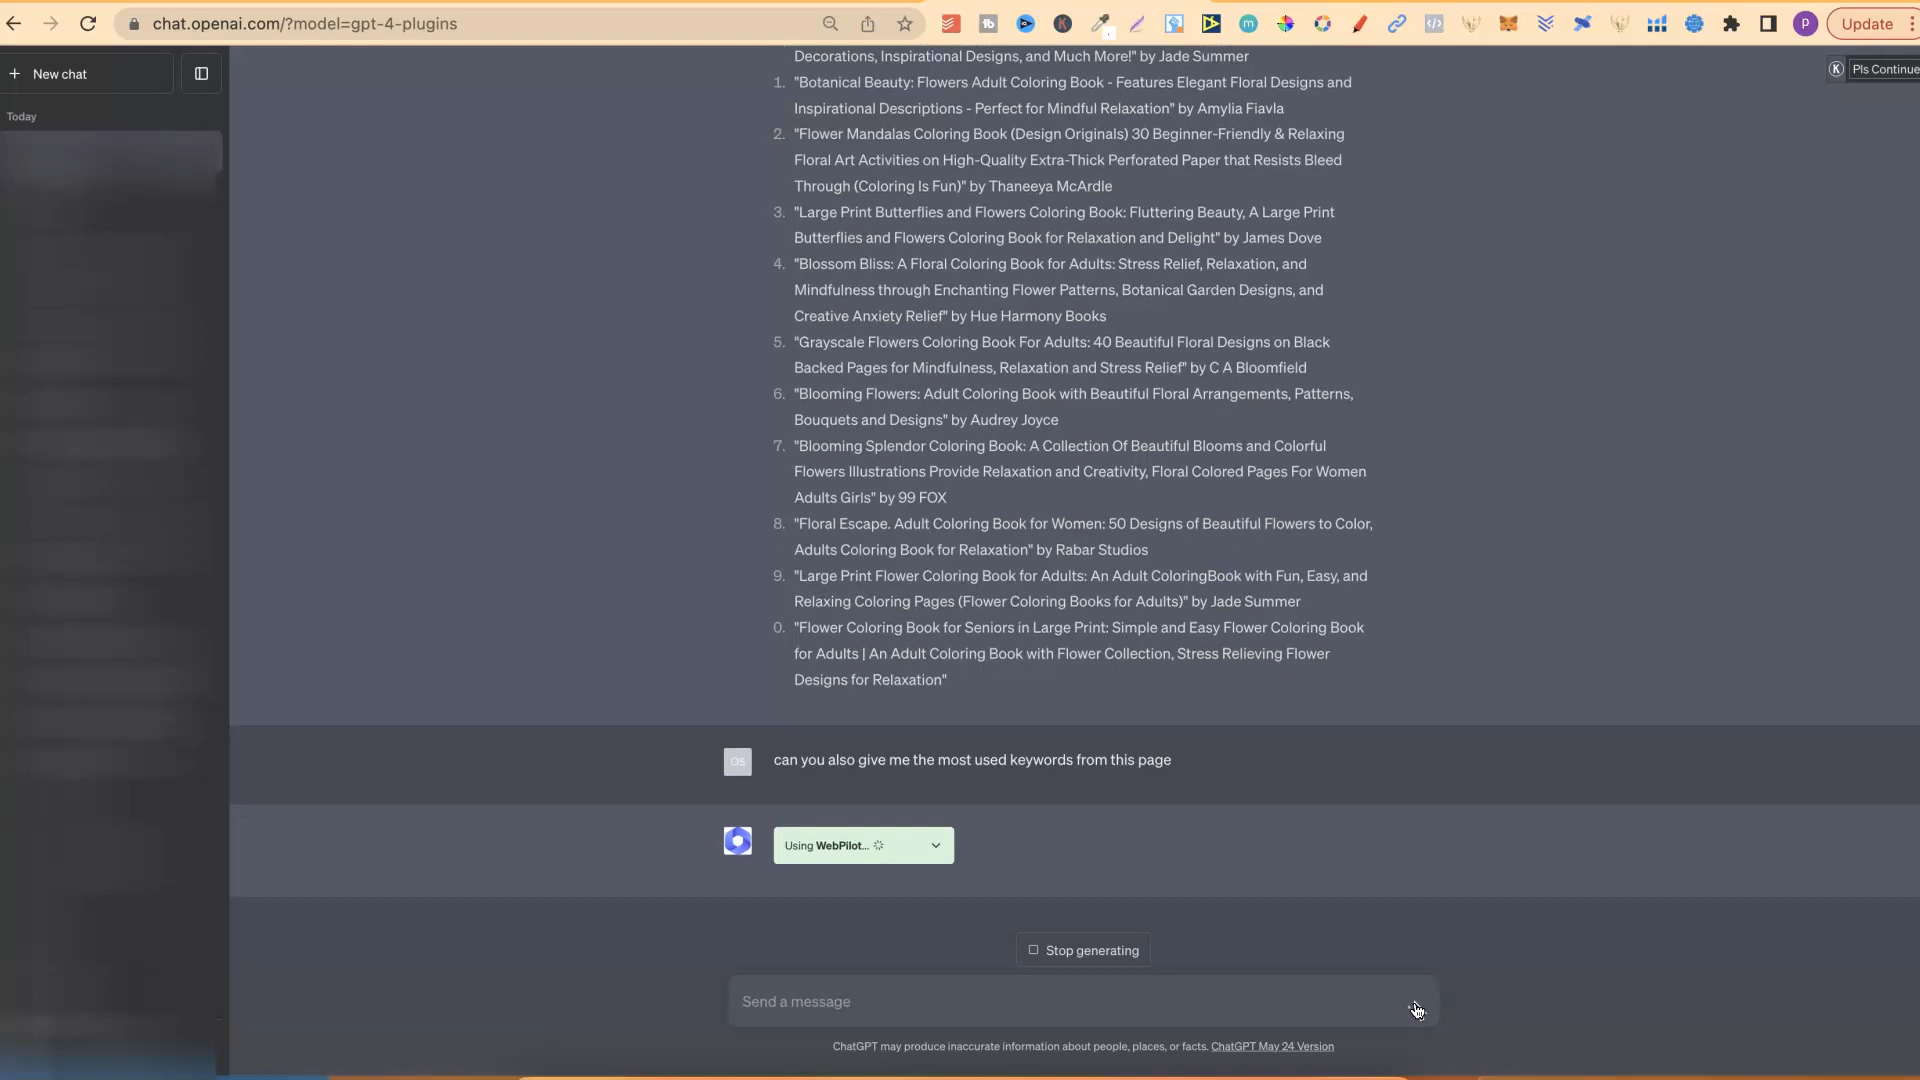 chat.openai.com/?model=gpt-4-plugins
Update
New chat
Today
Pls Continue
Decorations, Inspirational Designs, and Much More!" by Jade Summer
1. "Botanical Beauty: Flowers Adult Coloring Book - Features Elegant Floral Designs and
Inspirational Descriptions - Perfect for Mindful Relaxation" by Amylia Fiavla
2. "Flower Mandalas Coloring Book (Design Originals) 30 Beginner-Friendly & Relaxing
Floral Art Activities on High-Quality Extra-Thick Perforated Paper that Resists Bleed
Through (Coloring Is Fun)" by Thaneeya McArdle
3. "Large Print Butterflies and Flowers Coloring Book: Fluttering Beauty, A Large Print
Butterflies and Flowers Coloring Book for Relaxation and Delight" by James Dove
4. "Blossom Bliss: A Floral Coloring Book for Adults: Stress Relief, Relaxation, and
Mindfulness through Enchanting Flower Patterns, Botanical Garden Designs, and
Creative Anxiety Relief" by Hue Harmony Books
5. "Grayscale Flowers Coloring Book For Adults: 40 Beautiful Floral Designs on Black
Backed Pages for Mindfulness, Relaxation and Stress Relief" by C A Bloomfield
6. "Blooming Flowers: Adult Coloring Book with Beautiful Floral Arrangements, Patterns,
Bouquets and Designs" by Audrey Joyce
7. "Blooming Splendor Coloring Book: A Collection Of Beautiful Blooms and Colorful
Flowers Illustrations Provide Relaxation and Creativity, Floral Colored Pages For Women
Adults Girls" by 99 FOX
8. "Floral Escape. Adult Coloring Book for Women: 50 Designs of Beautiful Flowers to Color,
Adults Coloring Book for Relaxation" by Rabar Studios
9. "Large Print Flower Coloring Book for Adults: An Adult ColoringBook with Fun, Easy, and
Relaxing Coloring Pages (Flower Coloring Books for Adults)" by Jade Summer
0. "Flower Coloring Book for Seniors in Large Print: Simple and Easy Flower Coloring Book
for Adults | An Adult Coloring Book with Flower Collection, Stress Relieving Flower
Designs for Relaxation"
OS
can you also give me the most used keywords from this page
Using WebPilot...
Stop generating
Send a message
ChatGPT may produce inaccurate information about people, places, or facts. ChatGPT May 24 Version